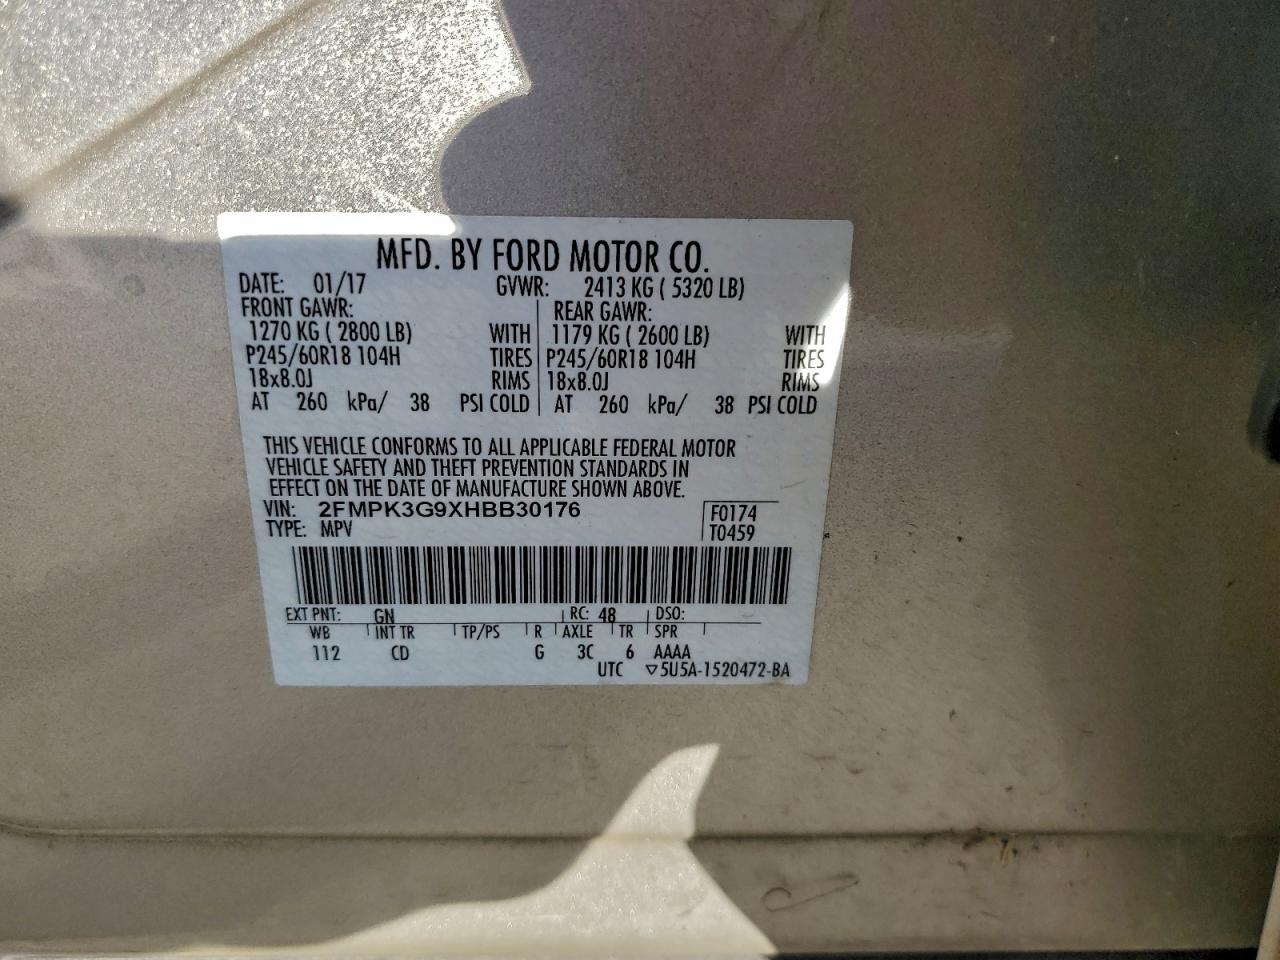 MFD. BY FORD MOTOR CO.
DATE: 01/17 GVWR: 2413 KG ( 5320 LB)
FRONT GAWR: REAR GAWR:
1270 KG ( 2800 LB) WITH 1179 KG ( 2600 LB) WITH
P245/60R18 104H TIRES P245/60R18 104H TIRES
18x8.0J RIMS 18x8.0J RIMS
AT 260 kPa/ 38 PSI COLD AT 260 kPa/ 38 PSI COLD
THIS VEHICLE CONFORMS TO ALL APPLICABLE FEDERAL MOTOR
VEHICLE SAFETY AND THEFT PREVENTION STANDARDS IN
EFFECT ON THE DATE OF MANUFACTURE SHOWN ABOVE.
VIN: 2FMPK3G9XHBB30176 F0174
TYPE: MPV T0459
EXT PNT: GN RC: 48 DSO:
WB INT TR TP/PS R AXLE TR SPR
112 CD G 3C 6 AAAA
UTC ▽5U5A-1520472-BA